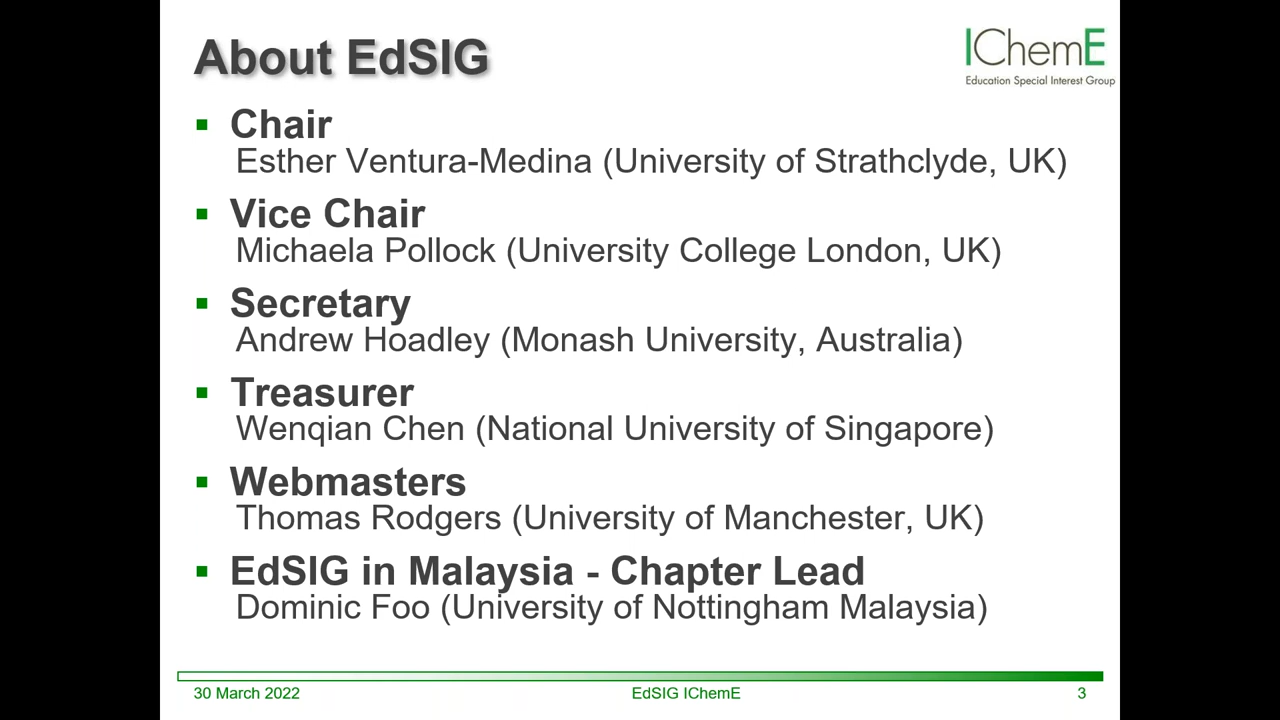 About EdSIG
IChemE
Education Special Interest Group
▪ Chair
Esther Ventura-Medina (University of Strathclyde, UK)
▪ Vice Chair
Michaela Pollock (University College London, UK)
▪ Secretary
Andrew Hoadley (Monash University, Australia)
▪ Treasurer
Wenqian Chen (National University of Singapore)
▪ Webmasters
Thomas Rodgers (University of Manchester, UK)
▪ EdSIG in Malaysia - Chapter Lead
Dominic Foo (University of Nottingham Malaysia)
30 March 2022
EdSIG IChemE
3